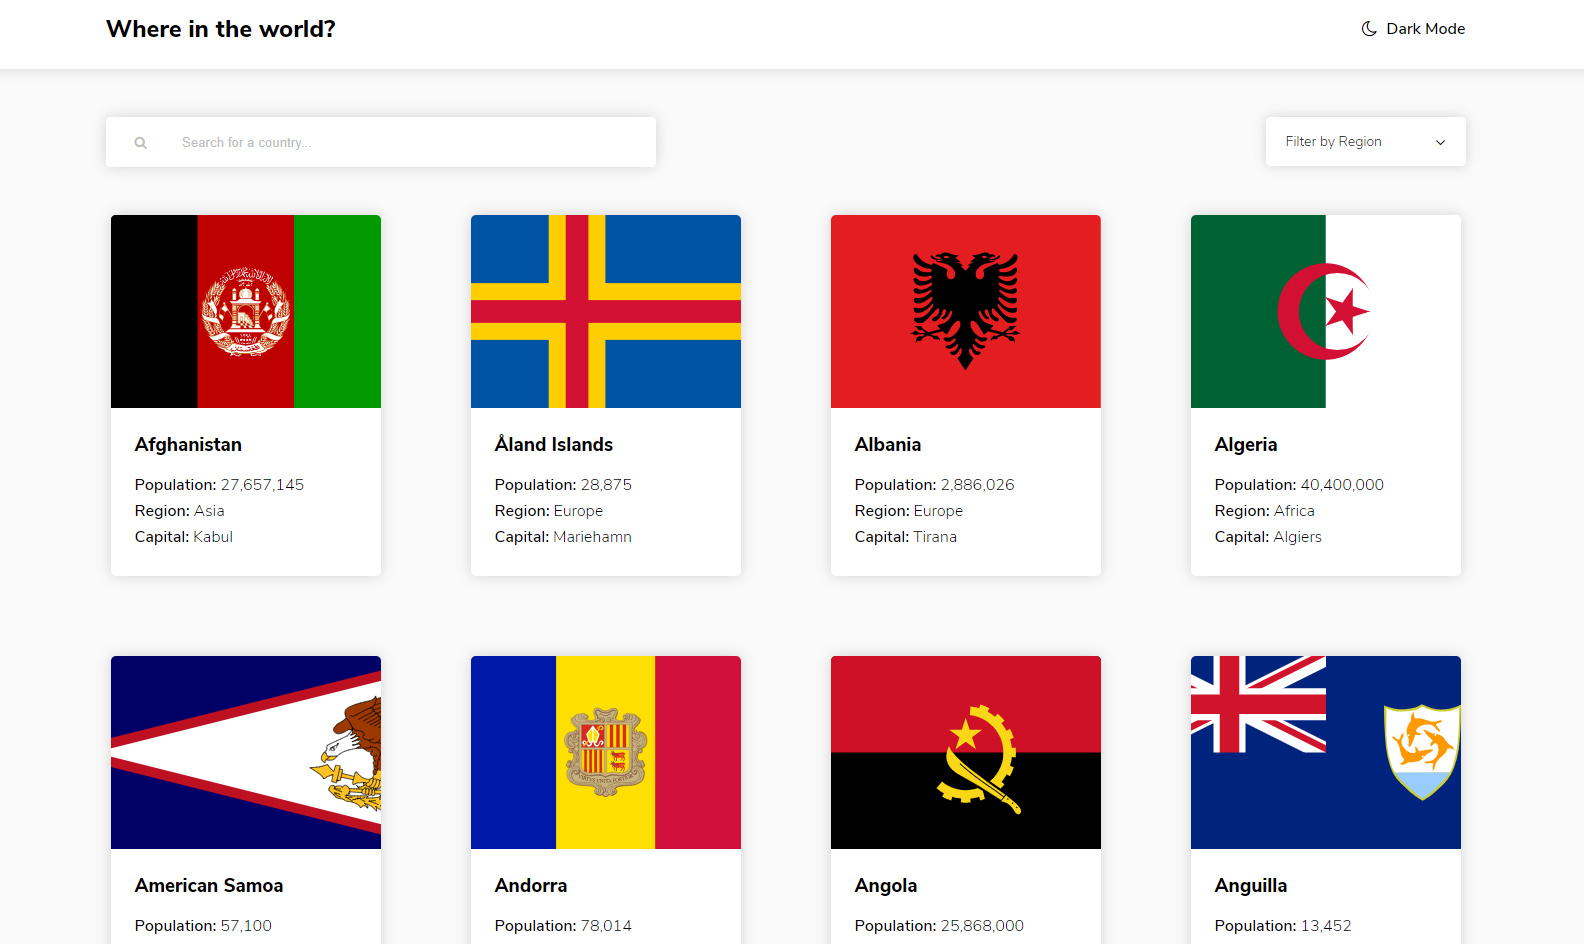 Where in the world?
Dark Mode
Search for a country...
Filter by Region
Afghanistan
Population: 27,657,145
Region: Asia
Capital: Kabul
Åland Islands
Population: 28,875
Region: Europe
Capital: Mariehamn
Albania
Population: 2,886,026
Region: Europe
Capital: Tirana
Algeria
Population: 40,400,000
Region: Africa
Capital: Algiers
American Samoa
Population: 57,100
Andorra
Population: 78,014
Angola
Population: 25,868,000
Anguilla
Population: 13,452